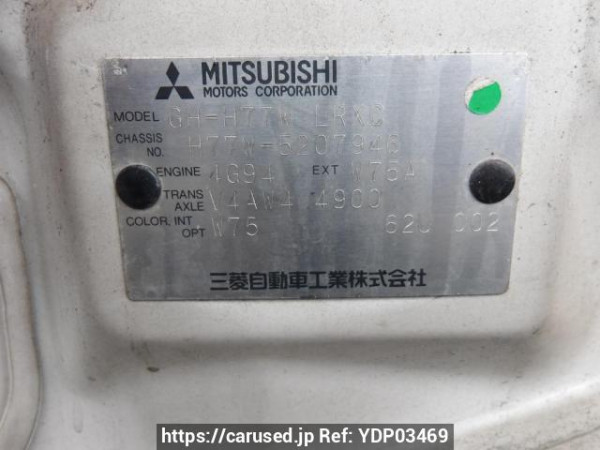 MITSUBISHI
MOTORS CORPORATION
MODEL GH-H77W LRXC
CHASSIS NO. H77W-5207948
ENGINE 4G94 EXT W75A
TRANS AXLE V4AW4 4900
COLOR, INT OPT W75 62J 002
三菱自動車工業株式会社
https://carused.jp Ref: YDP03469